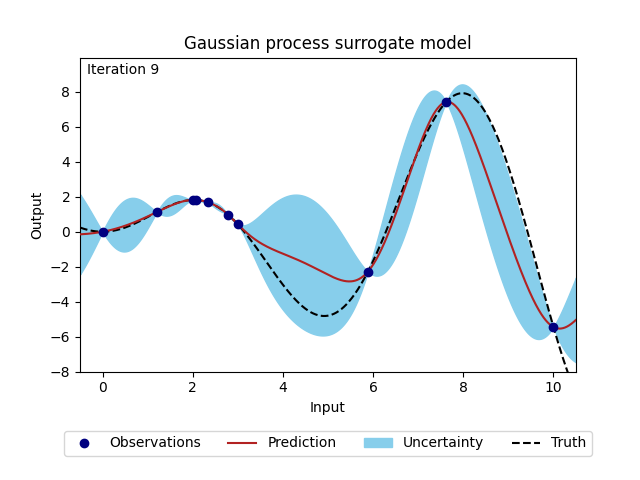 Gaussian process surrogate model
Iteration 9
8
6
4
2
0
−2
−4
−6
−8
Output
0 2 4 6 8 10
Input
Observations Prediction Uncertainty Truth